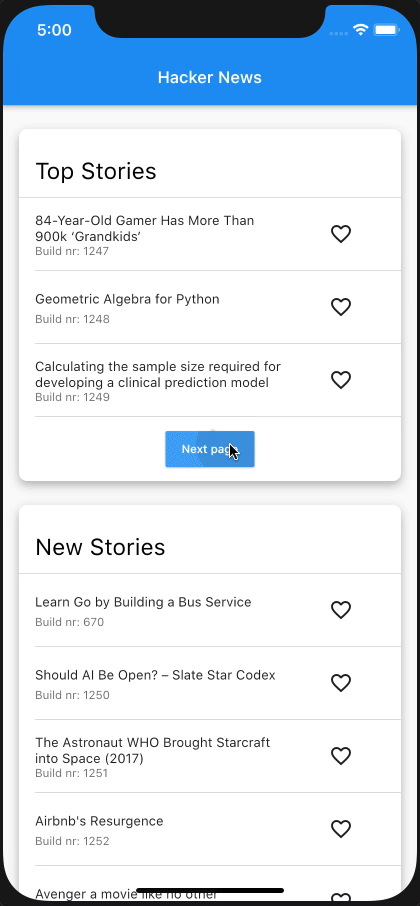 5:00
Hacker News
Top Stories
84-Year-Old Gamer Has More Than
900k ‘Grandkids’
Build nr: 1247
Geometric Algebra for Python
Build nr: 1248
Calculating the sample size required for
developing a clinical prediction model
Build nr: 1249
Next page
New Stories
Learn Go by Building a Bus Service
Build nr: 670
Should AI Be Open? – Slate Star Codex
Build nr: 1250
The Astronaut WHO Brought Starcraft
into Space (2017)
Build nr: 1251
Airbnb's Resurgence
Build nr: 1252
Avenger a movie like no other